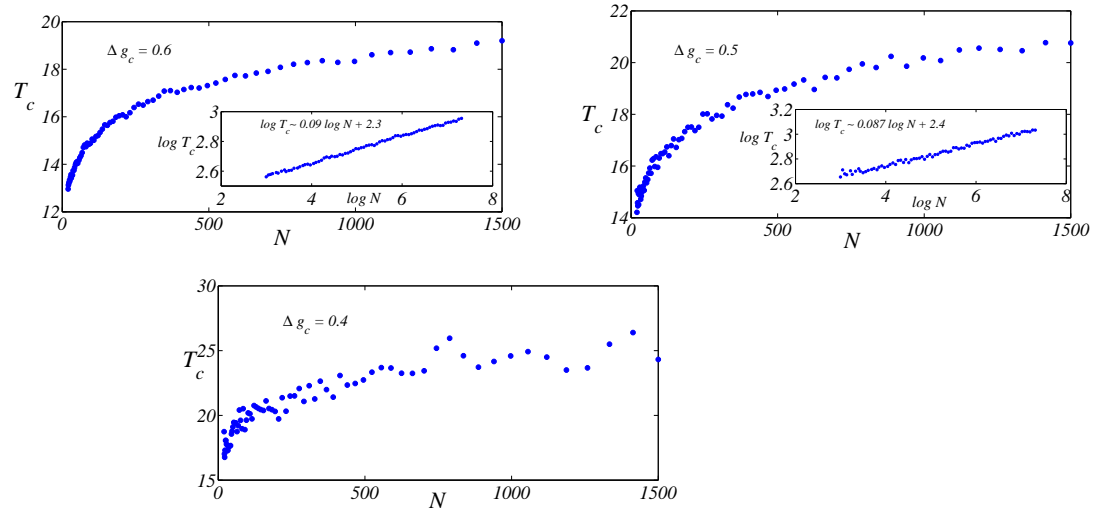 20
18
16
14
12
T_c
Δ g_c = 0.6
0
500
1000
1500
N
3
2.8
2.6
log T_c
log T_c ~ 0.09 log N + 2.3
2
4
6
8
log N
22
20
18
16
14
T_c
Δ g_c = 0.5
0
500
1000
1500
N
3.2
3
2.8
2.6
log T_c
log T_c ~ 0.087 log N + 2.4
2
4
6
8
log N
30
25
20
15
T_c
Δ g_c = 0.4
0
500
1000
1500
N